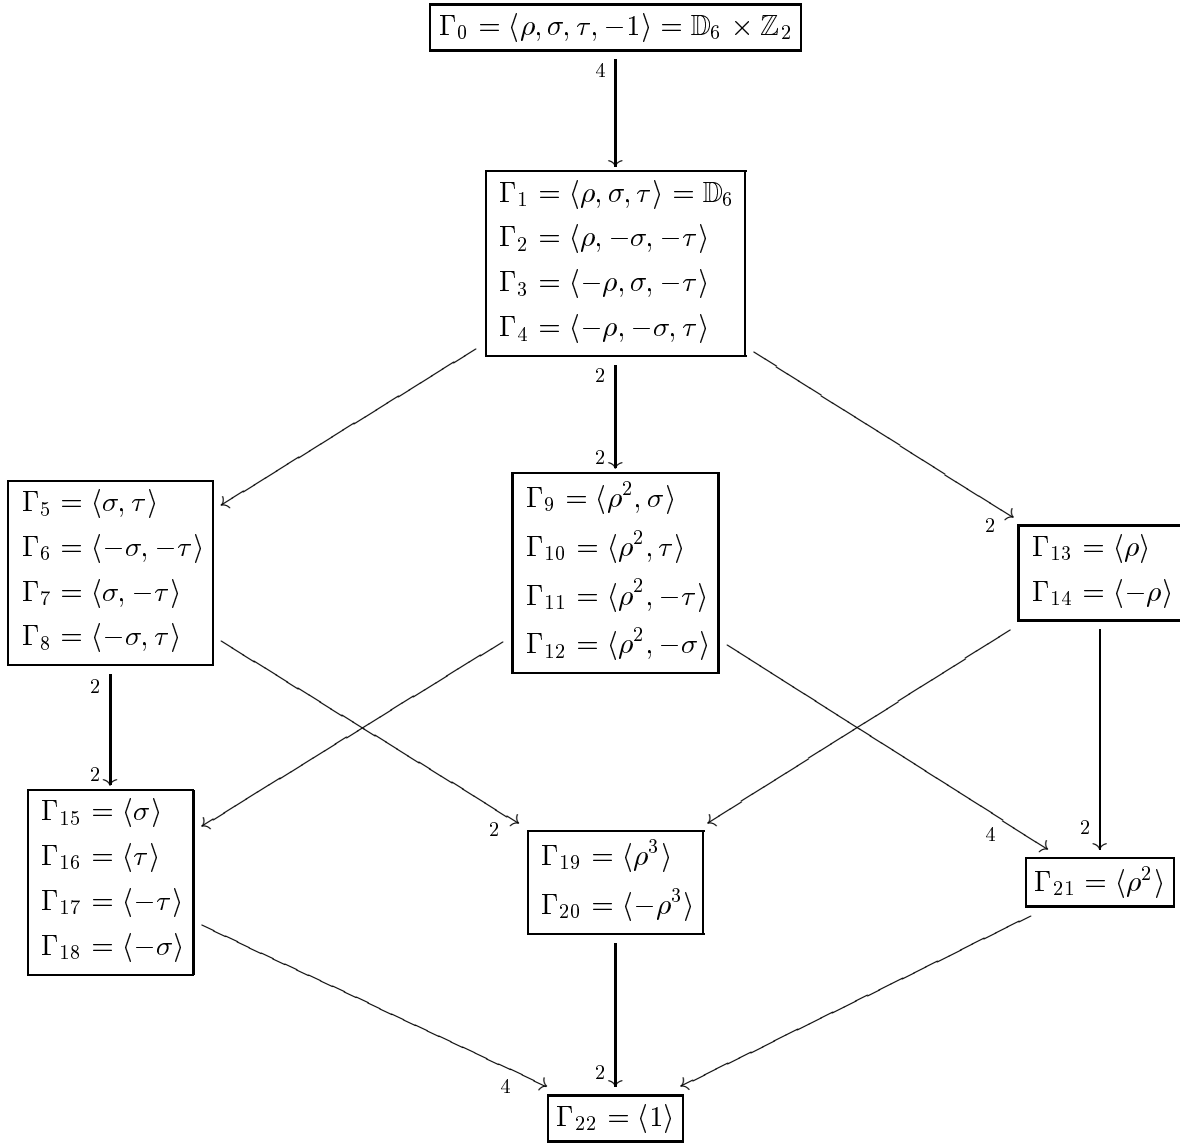 Γ₀ = ⟨ρ, σ, τ, −1⟩ = 𝔻₆ × ℤ₂
4
Γ₁ = ⟨ρ, σ, τ⟩ = 𝔻₆
Γ₂ = ⟨ρ, −σ, −τ⟩
Γ₃ = ⟨−ρ, σ, −τ⟩
Γ₄ = ⟨−ρ, −σ, τ⟩
2
2
2
Γ₅ = ⟨σ, τ⟩
Γ₆ = ⟨−σ, −τ⟩
Γ₇ = ⟨σ, −τ⟩
Γ₈ = ⟨−σ, τ⟩
Γ₉ = ⟨ρ², σ⟩
Γ₁₀ = ⟨ρ², τ⟩
Γ₁₁ = ⟨ρ², −τ⟩
Γ₁₂ = ⟨ρ², −σ⟩
Γ₁₃ = ⟨ρ⟩
Γ₁₄ = ⟨−ρ⟩
2
2
2
4
2
Γ₁₅ = ⟨σ⟩
Γ₁₆ = ⟨τ⟩
Γ₁₇ = ⟨−τ⟩
Γ₁₈ = ⟨−σ⟩
Γ₁₉ = ⟨ρ³⟩
Γ₂₀ = ⟨−ρ³⟩
Γ₂₁ = ⟨ρ²⟩
4
2
Γ₂₂ = ⟨1⟩